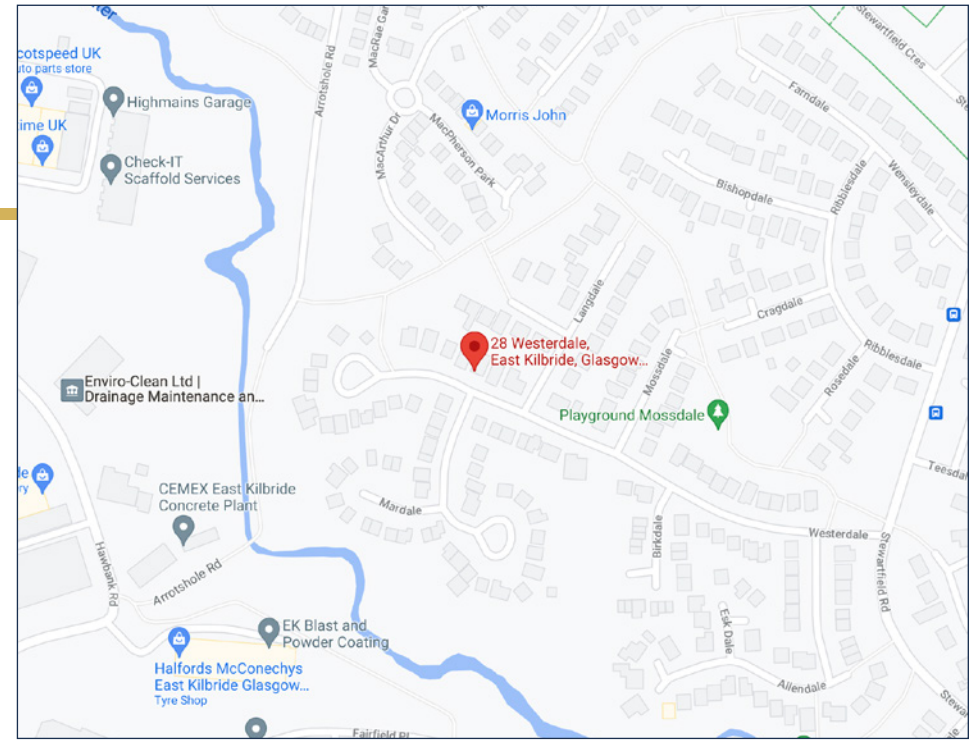 Stewartfield Cres
MacRae Gar
Arrotshole Rd
cotspeed UK
uto parts store
Highmains Garage
Morris John
Farndale
ime UK
MacArthur Dr
MacPherson Park
Check-IT
Scaffold Services
Bishopdale
Ribblesdale
Wensleydale
Langdale
Cragdale
28 Westerdale,
East Kilbride, Glasgow...
Mossdale
Ribblesdale
Rosedale
Enviro-Clean Ltd |
Drainage Maintenance an...
Playground Mossdale
Teesda
CEMEX East Kilbride
Concrete Plant
Mardale
Birkdale
Westerdale
Hawbank Rd
Arrotshole Rd
Stewartfield Rd
EK Blast and
Powder Coating
Esk Dale
Halfords McConechys
East Kilbride Glasgow...
Tyre Shop
Allendale
Stewar
Fairfield Pl